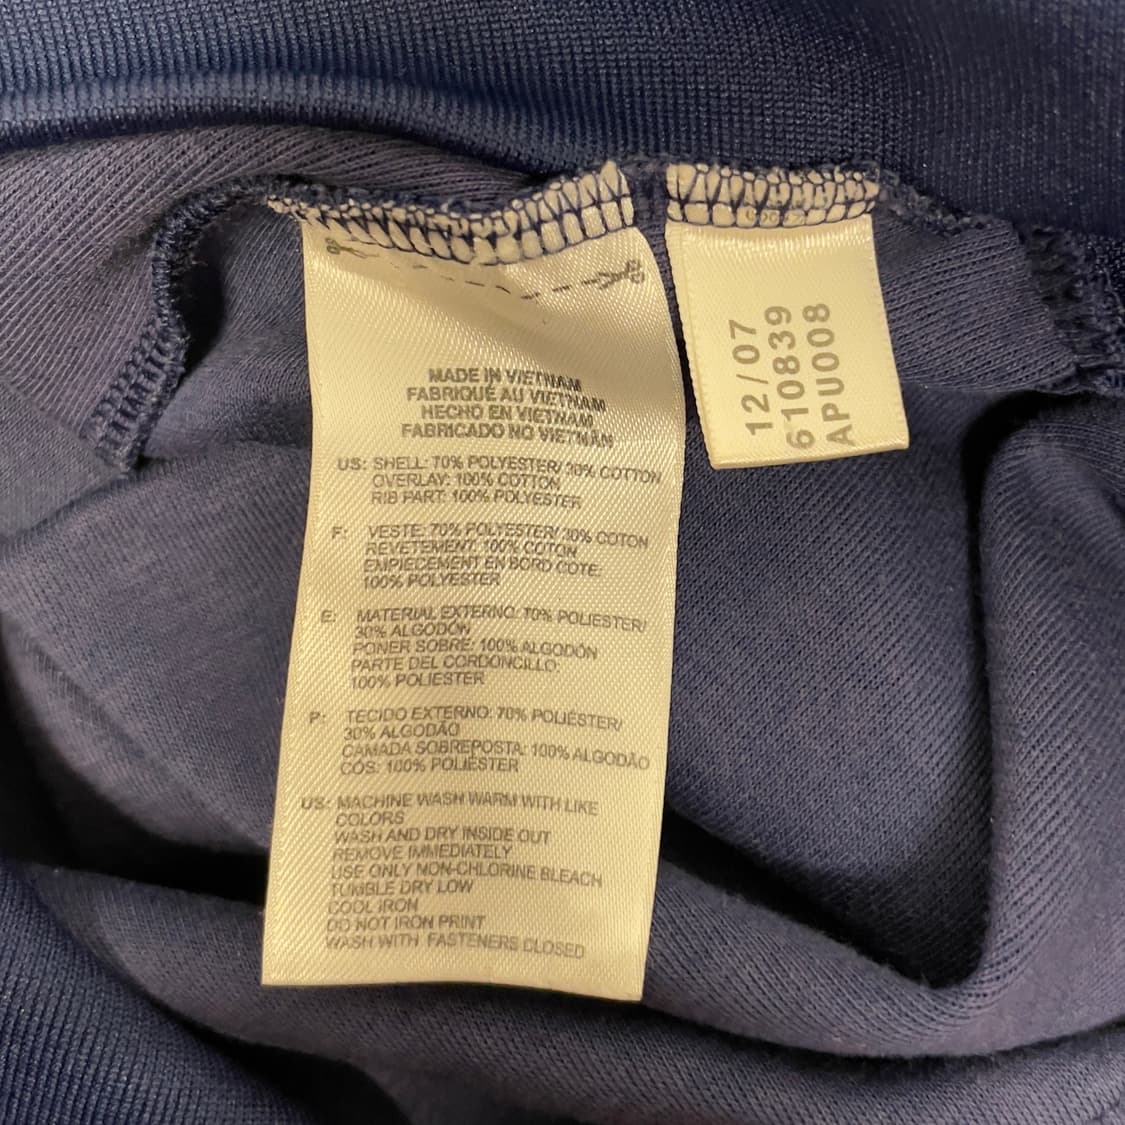 MADE IN VIETNAM
FABRIQUÉ AU VIETNAM
HECHO EN VIETNAM
FABRICADO NO VIETNAN
US: SHELL: 70% POLYESTER/ 30% COTTON
OVERLAY: 100% COTTON
RIB PART: 100% POLYESTER
F: VESTE: 70% POLYESTER/ 30% COTON
REVETEMENT: 100% COTON
EMPIECEMENT EN BORD COTE:
100% POLYESTER
E: MATERIAL EXTERNO: 70% POLIESTER/
30% ALGODÓN
PONER SOBRE: 100% ALGODÓN
PARTE DEL CORDONCILLO:
100% POLIESTER
P: TECIDO EXTERNO: 70% POLIÉSTER/
30% ALGODÃO
CAMADA SOBREPOSTA: 100% ALGODÃO
CÓS: 100% POLIÉSTER
US: MACHINE WASH WARM WITH LIKE
COLORS
WASH AND DRY INSIDE OUT
REMOVE IMMEDIATELY
USE ONLY NON-CHLORINE BLEACH
TUMBLE DRY LOW
COOL IRON
DO NOT IRON PRINT
WASH WITH FASTENERS CLOSED
12/07
610839
APU008